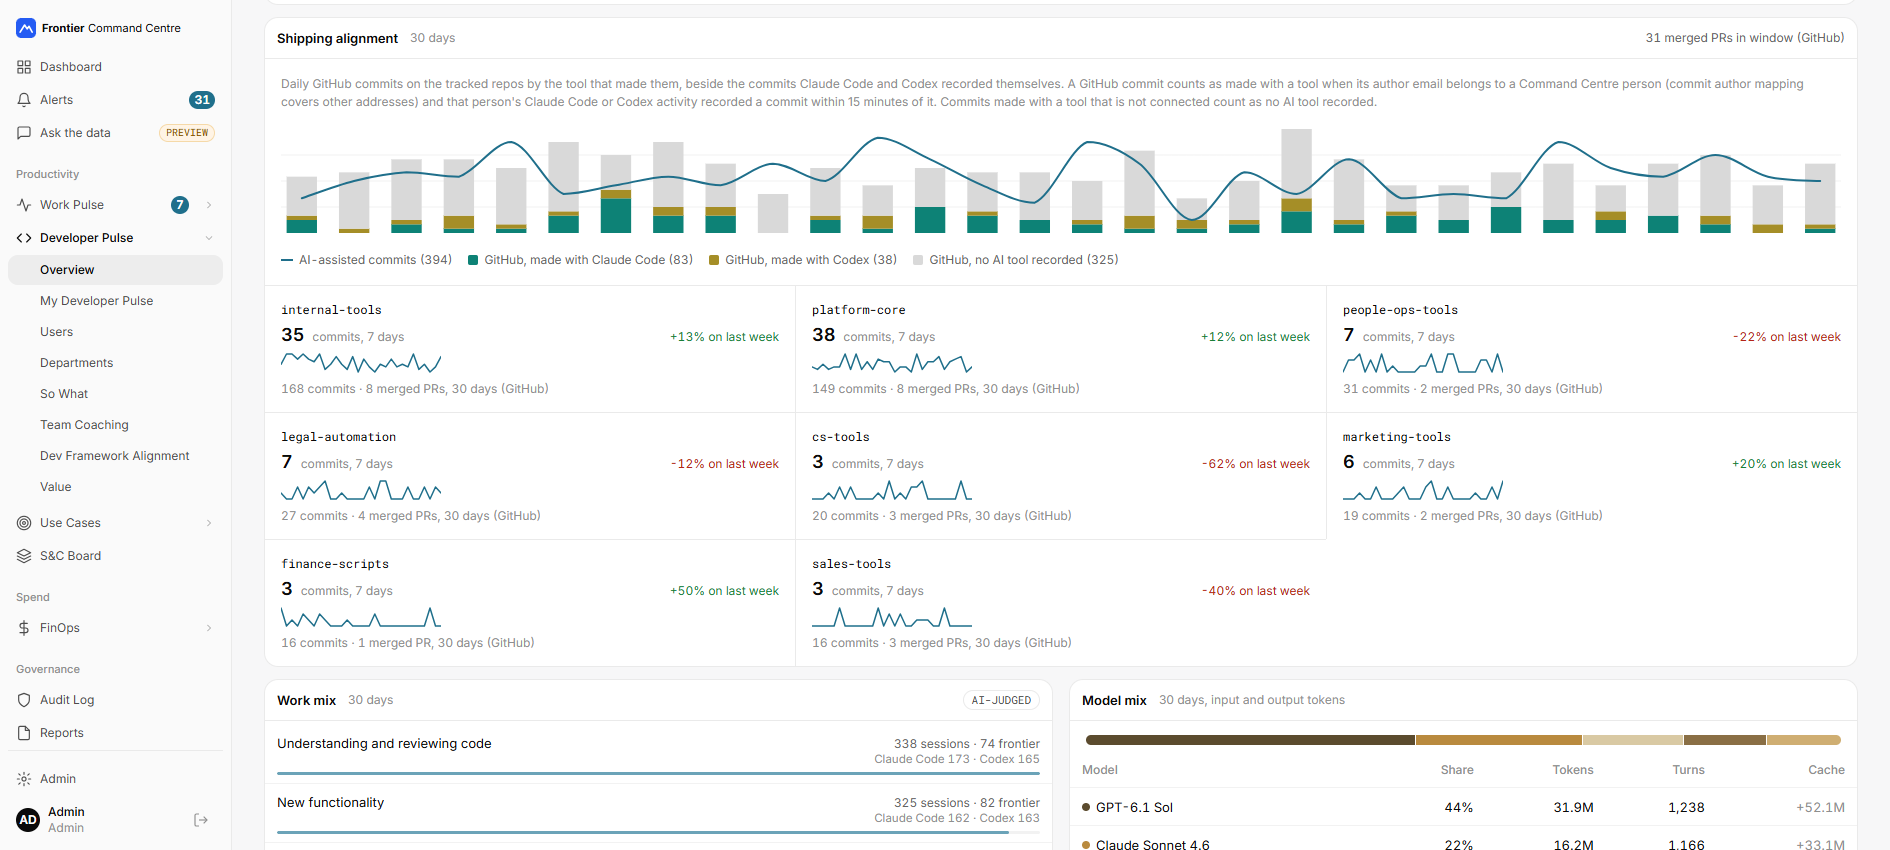 Frontier Command Centre
Dashboard
Alerts 31
Ask the data PREVIEW
Productivity
Work Pulse 7
Developer Pulse
Overview
My Developer Pulse
Users
Departments
So What
Team Coaching
Dev Framework Alignment
Value
Use Cases
S&C Board
Spend
FinOps
Governance
Audit Log
Reports
Admin
AD Admin
Admin
Shipping alignment 30 days 31 merged PRs in window (GitHub)
Daily GitHub commits on the tracked repos by the tool that made them, beside the commits Claude Code and Codex recorded themselves. A GitHub commit counts as made with a tool when its author email belongs to a Command Centre person (commit author mapping
covers other addresses) and that person's Claude Code or Codex activity recorded a commit within 15 minutes of it. Commits made with a tool that is not connected count as no AI tool recorded.
AI-assisted commits (394) GitHub, made with Claude Code (83) GitHub, made with Codex (38) GitHub, no AI tool recorded (325)
internal-tools
35 commits, 7 days +13% on last week
168 commits · 8 merged PRs, 30 days (GitHub)
platform-core
38 commits, 7 days +12% on last week
149 commits · 8 merged PRs, 30 days (GitHub)
people-ops-tools
7 commits, 7 days -22% on last week
31 commits · 2 merged PRs, 30 days (GitHub)
legal-automation
7 commits, 7 days -12% on last week
27 commits · 4 merged PRs, 30 days (GitHub)
cs-tools
3 commits, 7 days -62% on last week
20 commits · 3 merged PRs, 30 days (GitHub)
marketing-tools
6 commits, 7 days +20% on last week
19 commits · 2 merged PRs, 30 days (GitHub)
finance-scripts
3 commits, 7 days +50% on last week
16 commits · 1 merged PR, 30 days (GitHub)
sales-tools
3 commits, 7 days -40% on last week
16 commits · 3 merged PRs, 30 days (GitHub)
Work mix 30 days AI-JUDGED
Understanding and reviewing code 338 sessions · 74 frontier
Claude Code 173 · Codex 165
New functionality 325 sessions · 82 frontier
Claude Code 162 · Codex 163
Model mix 30 days, input and output tokens
Model Share Tokens Turns Cache
GPT-6.1 Sol 44% 31.9M 1,238 +52.1M
Claude Sonnet 4.6 22% 16.2M 1,166 +33.1M